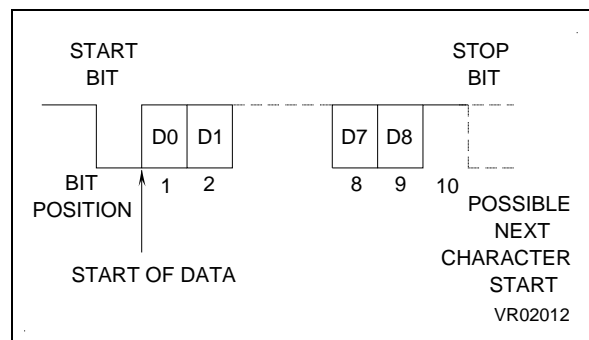 START
BIT
STOP
BIT
D0
D1
D7
D8
BIT
POSITION
1
2
8
9
10
POSSIBLE
NEXT
CHARACTER
START
START OF DATA
VR02012